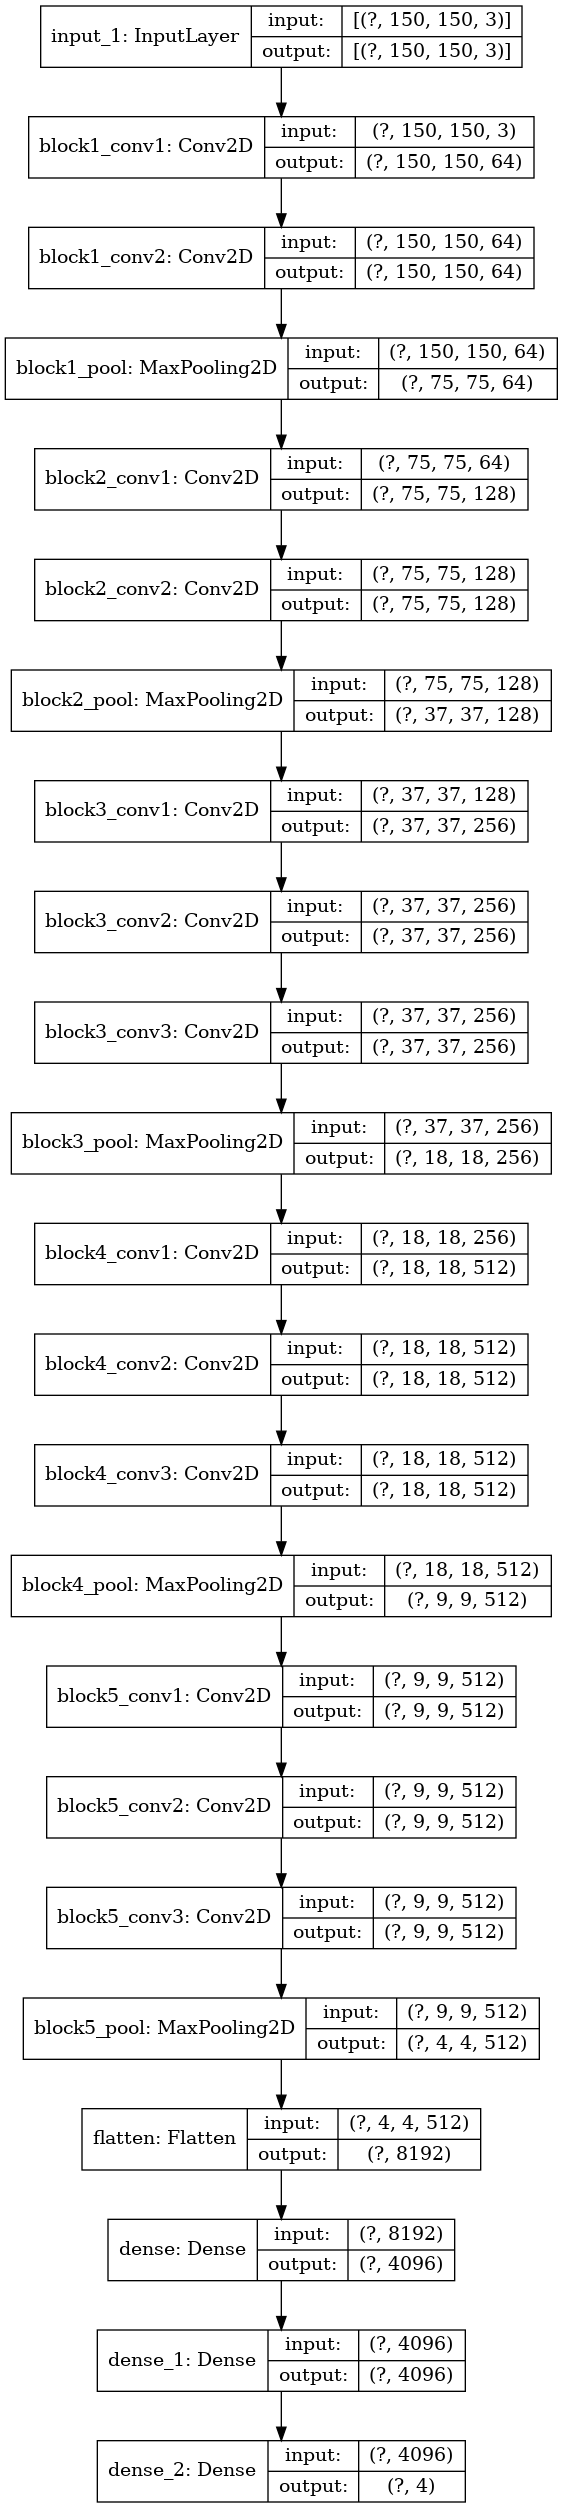 input_1: InputLayer
input: [(?, 150, 150, 3)]
output: [(?, 150, 150, 3)]
block1_conv1: Conv2D
input: (?, 150, 150, 3)
output: (?, 150, 150, 64)
block1_conv2: Conv2D
input: (?, 150, 150, 64)
output: (?, 150, 150, 64)
block1_pool: MaxPooling2D
input: (?, 150, 150, 64)
output: (?, 75, 75, 64)
block2_conv1: Conv2D
input: (?, 75, 75, 64)
output: (?, 75, 75, 128)
block2_conv2: Conv2D
input: (?, 75, 75, 128)
output: (?, 75, 75, 128)
block2_pool: MaxPooling2D
input: (?, 75, 75, 128)
output: (?, 37, 37, 128)
block3_conv1: Conv2D
input: (?, 37, 37, 128)
output: (?, 37, 37, 256)
block3_conv2: Conv2D
input: (?, 37, 37, 256)
output: (?, 37, 37, 256)
block3_conv3: Conv2D
input: (?, 37, 37, 256)
output: (?, 37, 37, 256)
block3_pool: MaxPooling2D
input: (?, 37, 37, 256)
output: (?, 18, 18, 256)
block4_conv1: Conv2D
input: (?, 18, 18, 256)
output: (?, 18, 18, 512)
block4_conv2: Conv2D
input: (?, 18, 18, 512)
output: (?, 18, 18, 512)
block4_conv3: Conv2D
input: (?, 18, 18, 512)
output: (?, 18, 18, 512)
block4_pool: MaxPooling2D
input: (?, 18, 18, 512)
output: (?, 9, 9, 512)
block5_conv1: Conv2D
input: (?, 9, 9, 512)
output: (?, 9, 9, 512)
block5_conv2: Conv2D
input: (?, 9, 9, 512)
output: (?, 9, 9, 512)
block5_conv3: Conv2D
input: (?, 9, 9, 512)
output: (?, 9, 9, 512)
block5_pool: MaxPooling2D
input: (?, 9, 9, 512)
output: (?, 4, 4, 512)
flatten: Flatten
input: (?, 4, 4, 512)
output: (?, 8192)
dense: Dense
input: (?, 8192)
output: (?, 4096)
dense_1: Dense
input: (?, 4096)
output: (?, 4096)
dense_2: Dense
input: (?, 4096)
output: (?, 4)